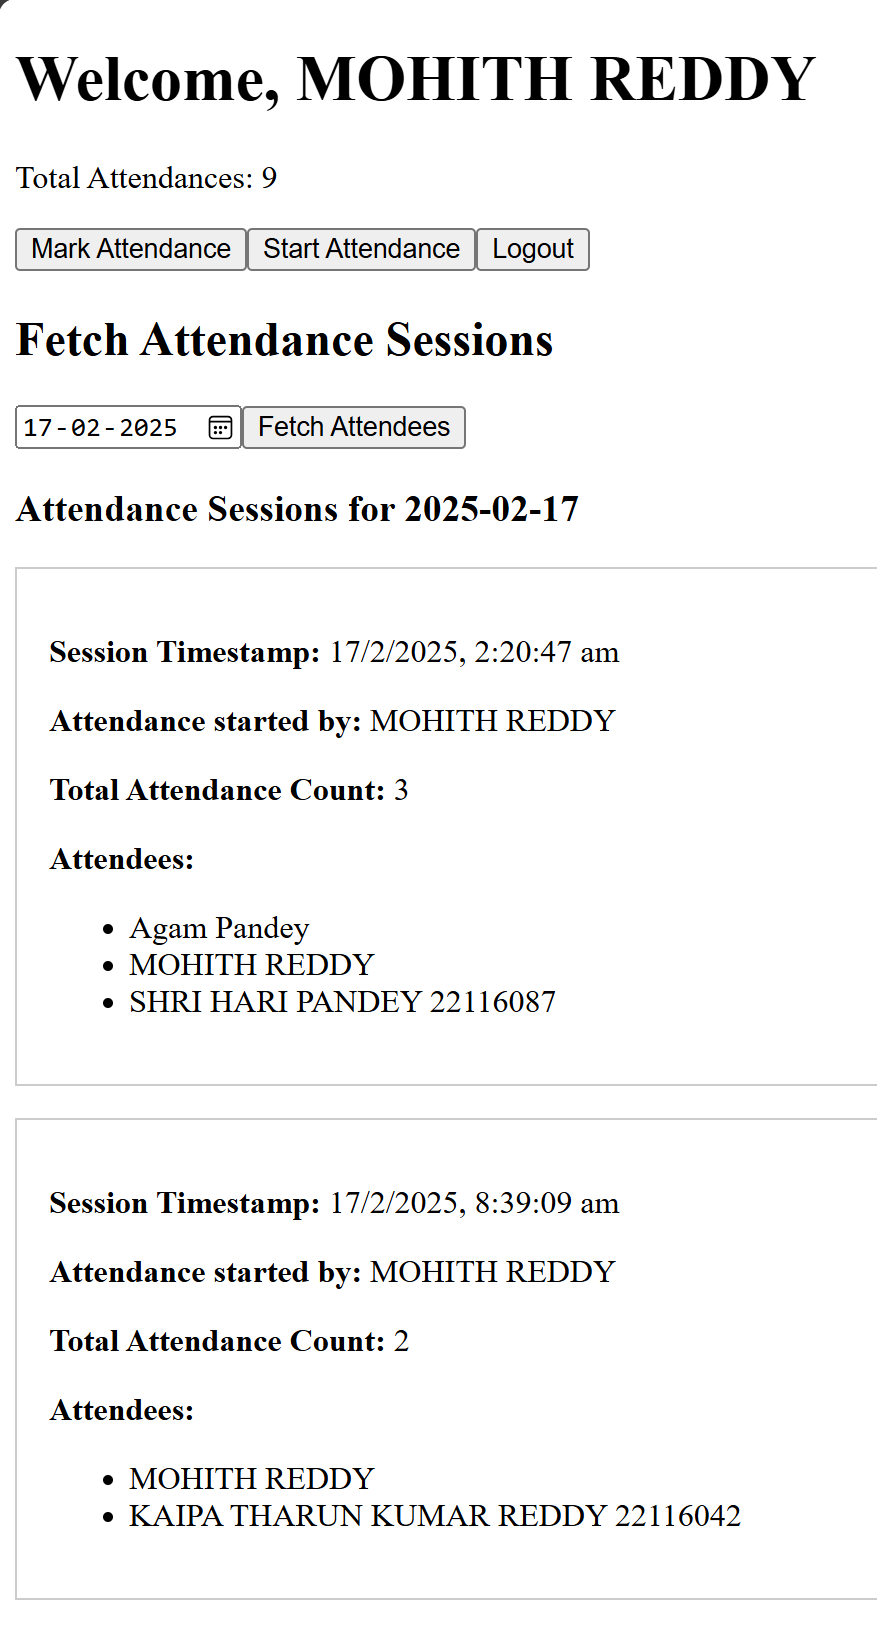 Welcome, MOHITH REDDY
Total Attendances: 9
Mark Attendance Start Attendance Logout
Fetch Attendance Sessions
17-02-2025 Fetch Attendees
Attendance Sessions for 2025-02-17
Session Timestamp: 17/2/2025, 2:20:47 am
Attendance started by: MOHITH REDDY
Total Attendance Count: 3
Attendees:
Agam Pandey
MOHITH REDDY
SHRI HARI PANDEY 22116087
Session Timestamp: 17/2/2025, 8:39:09 am
Attendance started by: MOHITH REDDY
Total Attendance Count: 2
Attendees:
MOHITH REDDY
KAIPA THARUN KUMAR REDDY 22116042